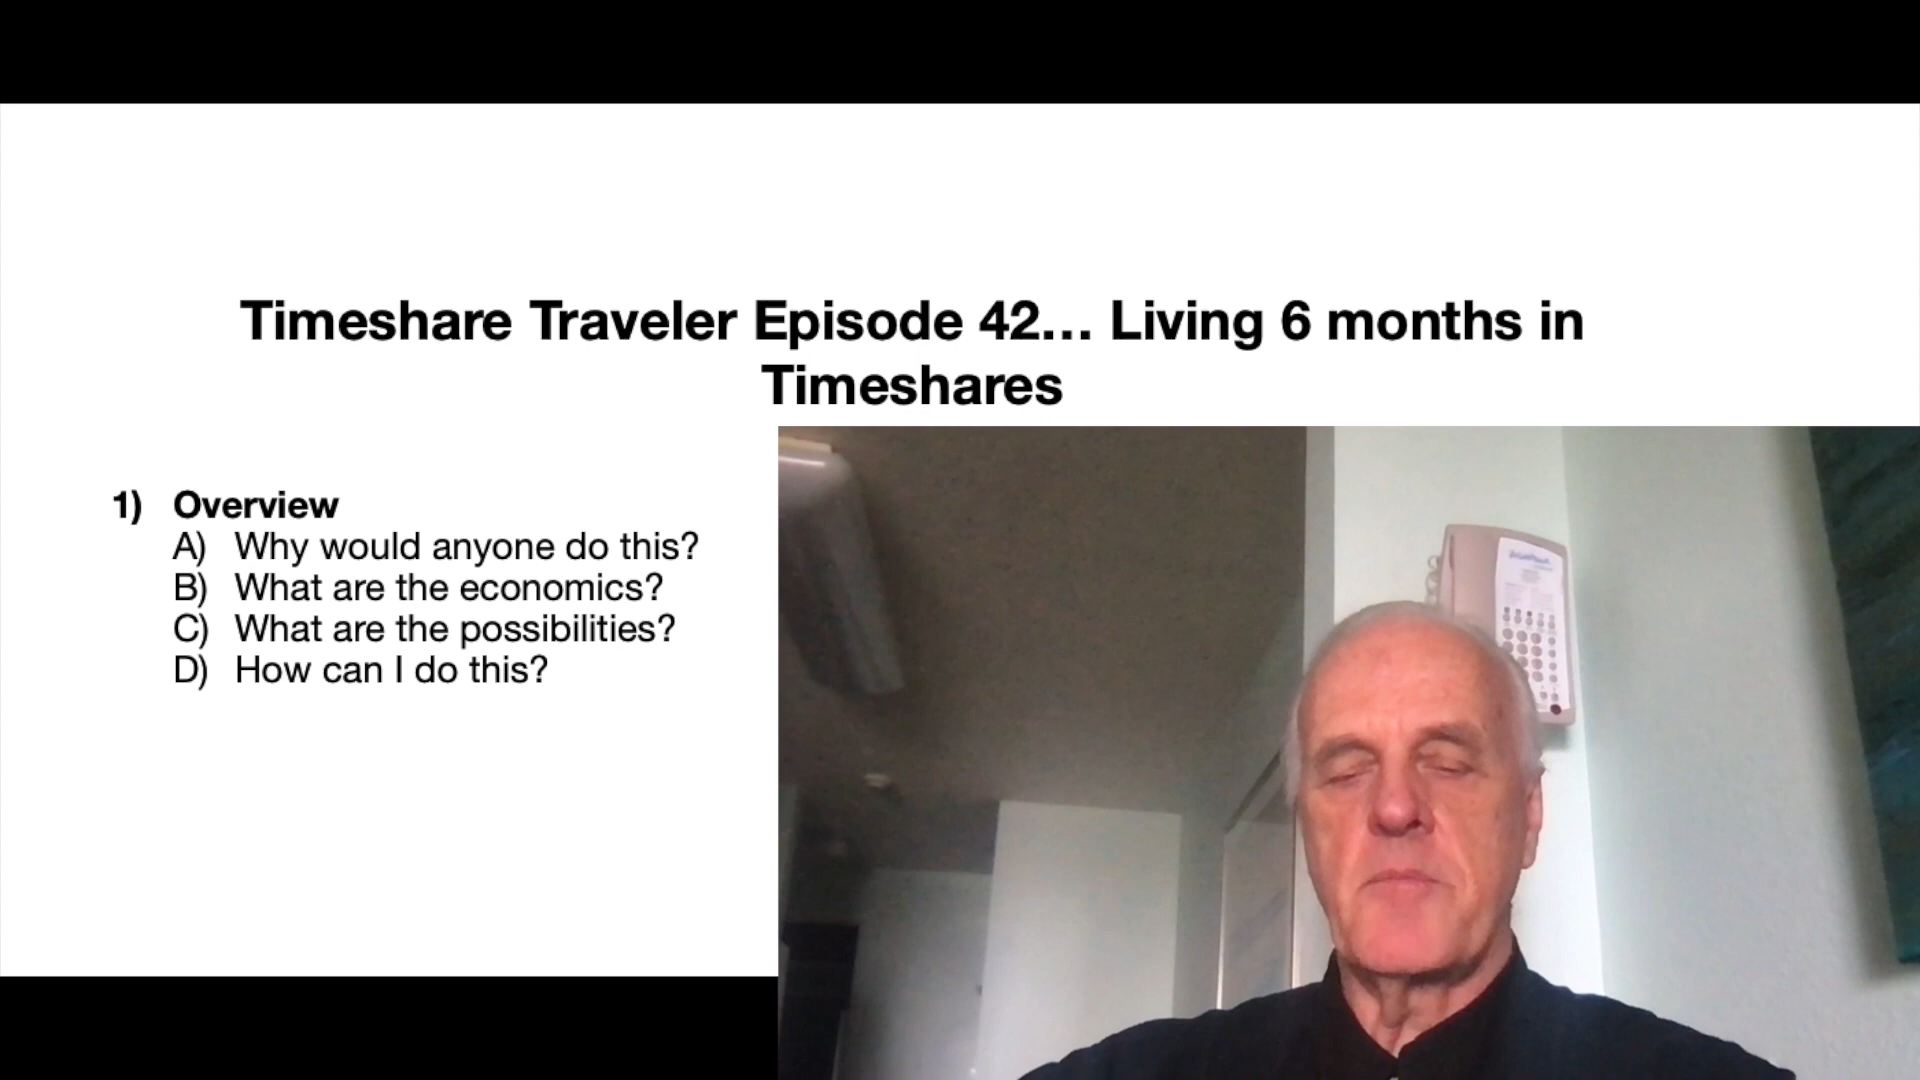 Timeshare Traveler Episode 42... Living 6 months in
Timeshares
1) Overview
A) Why would anyone do this?
B) What are the economics?
C) What are the possibilities?
D) How can I do this?